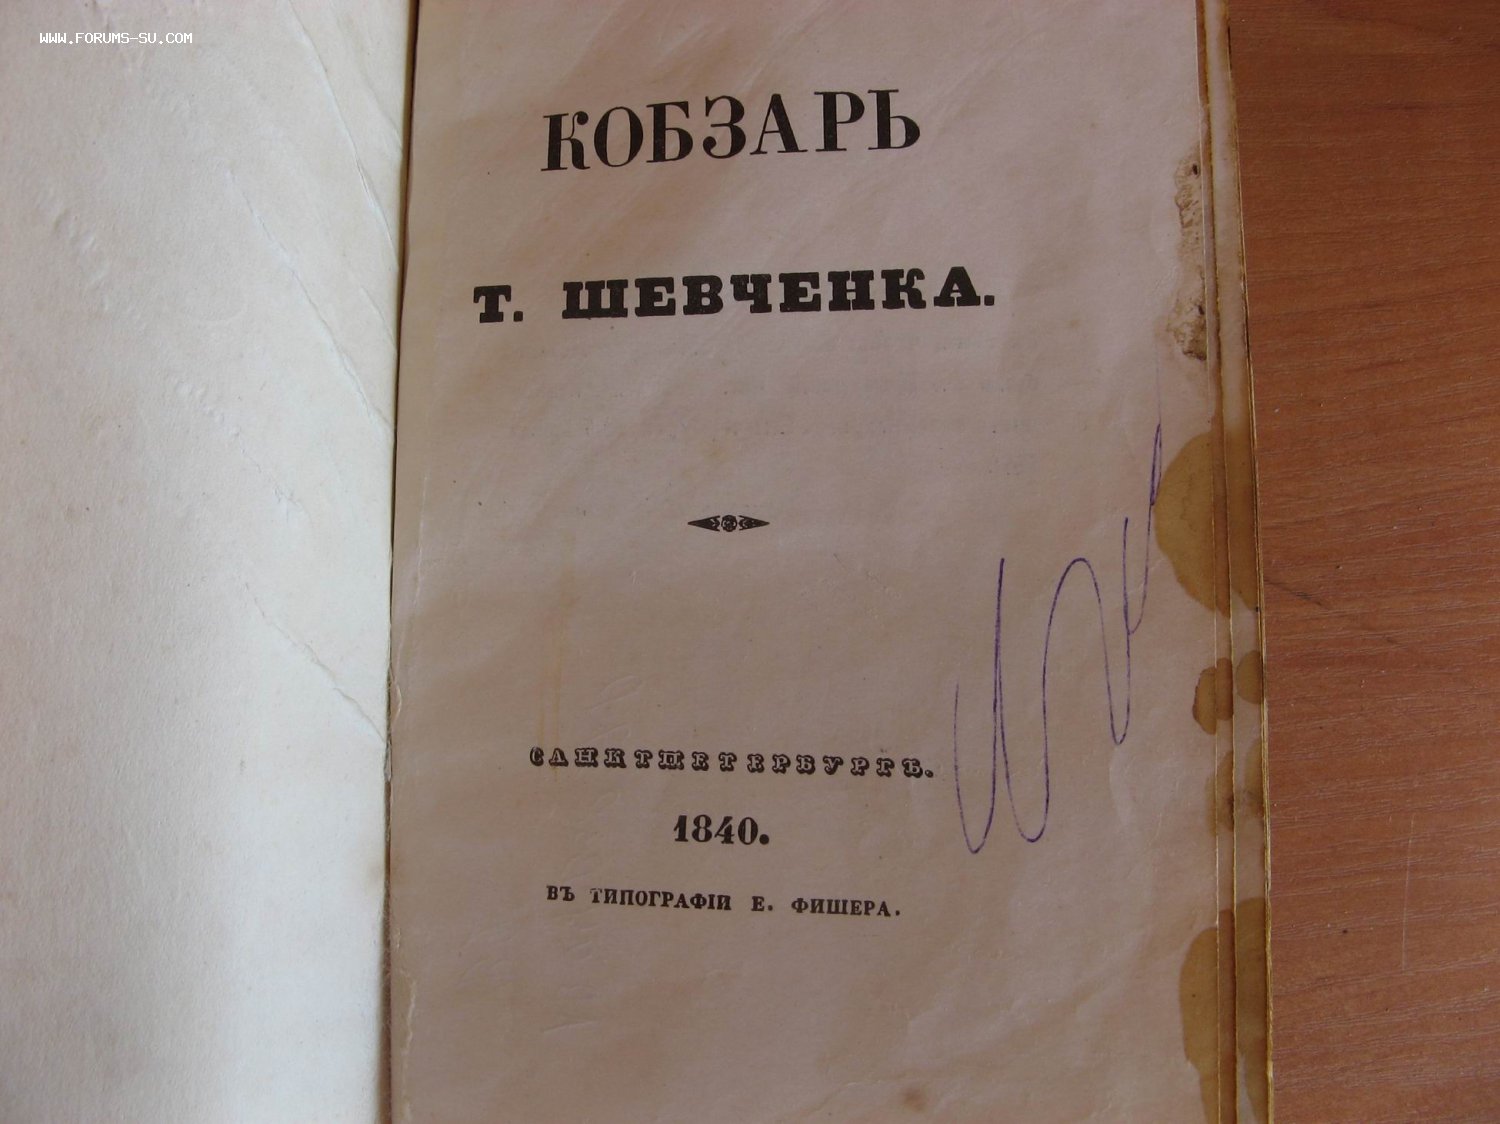 WWW.FORUMS-SU.COM
КОБЗАРЬ
Т. ШЕВЧЕНКА.
САНКТПЕТЕРБУРГЪ.
1840.
ВЪ ТИПОГРАФІИ Е. ФИШЕРА.